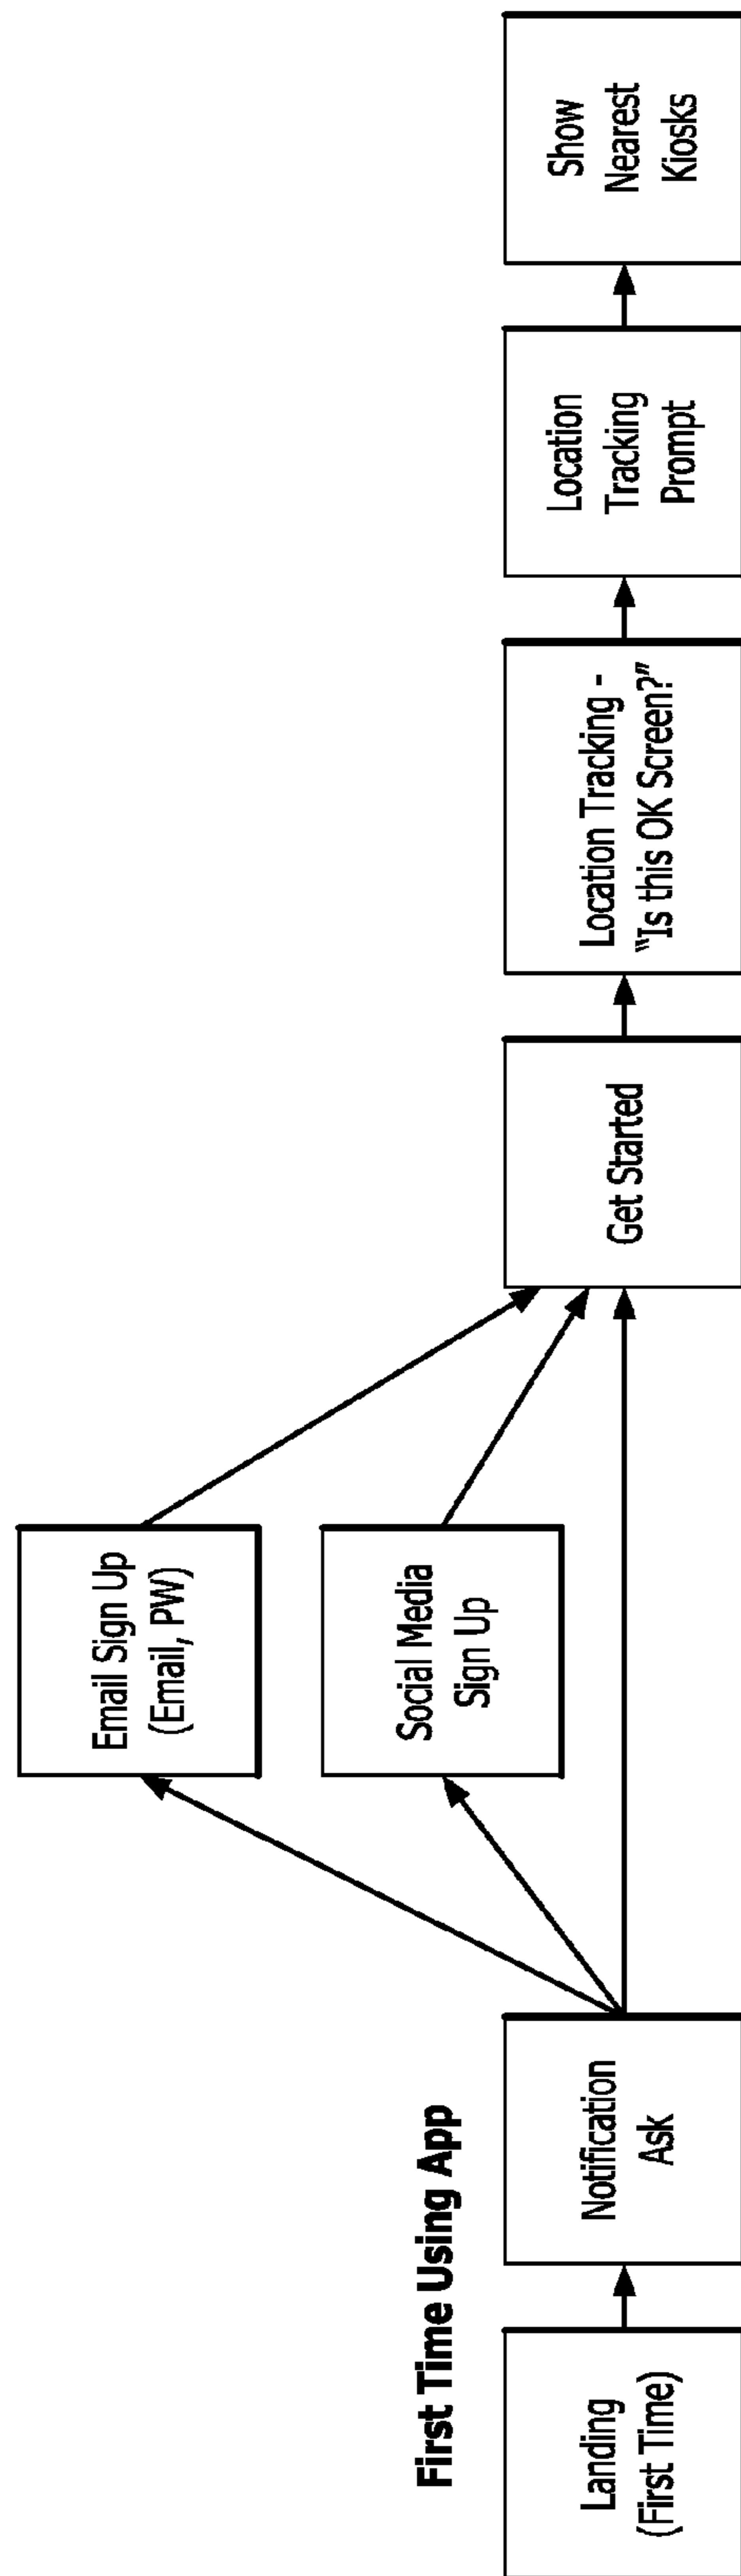 First Time Using App
Landing
(First Time)
Notification
Ask
Email Sign Up
(Email, PW)
Social Media
Sign Up
Get Started
Location Tracking -
“Is this OK Screen?”
Location
Tracking
Prompt
Show
Nearest
Kiosks